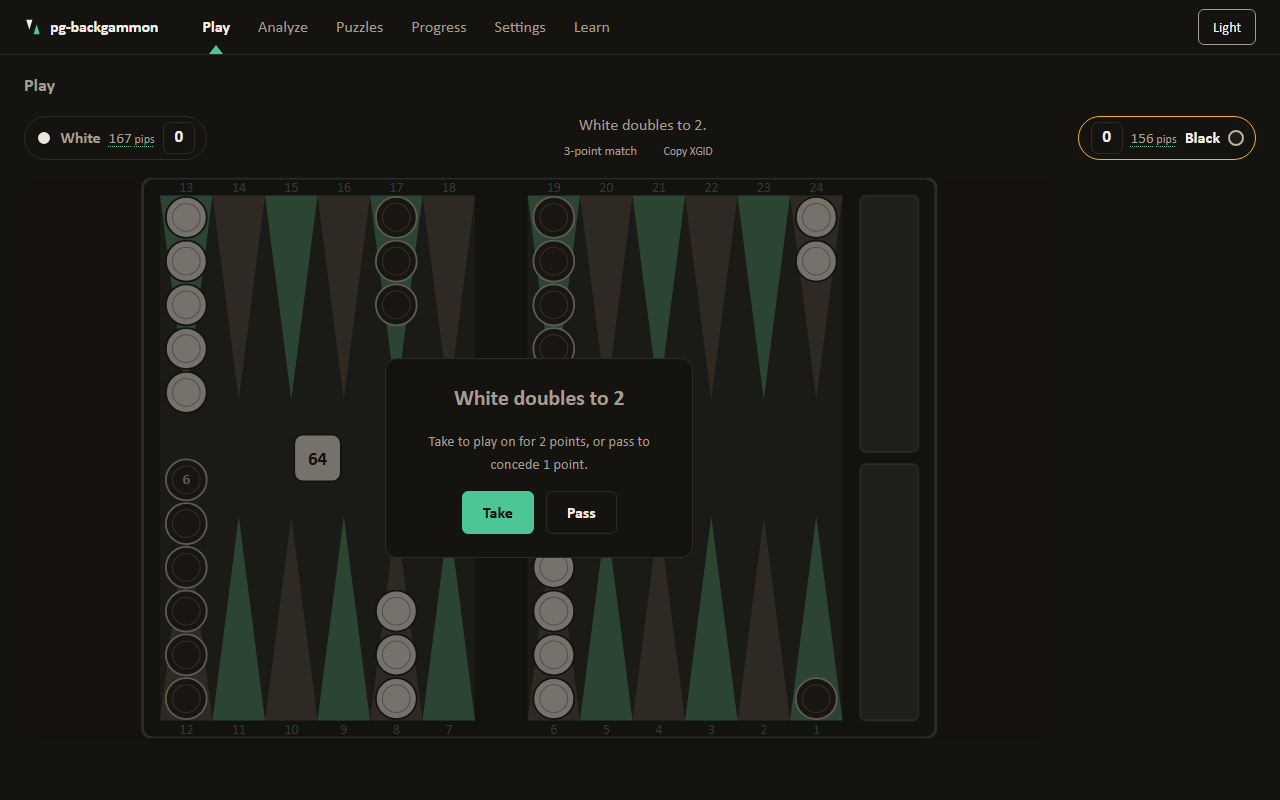 pg-backgammon Play Analyze Puzzles Progress Settings Learn Light
Play
White 167 pips 0
White doubles to 2.
3-point match Copy XGID
0 156 pips Black
13 14 15 16 17 18 19 20 21 22 23 24
White doubles to 2
Take to play on for 2 points, or pass to
concede 1 point.
Take Pass
64
6
12 11 10 9 8 7 6 5 4 3 2 1